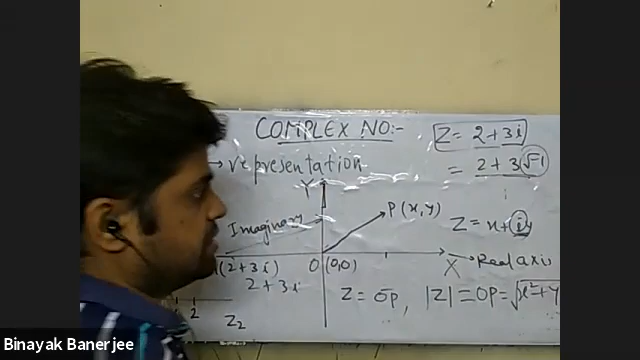 COMPLEX NO:-
Z = 2 + 3i
→ representation
= 2 + 3√-1
Y
P(x, y)
Imaginary
Z = x + iy
(2 + 3i)
O (0,0)
X → Real axis
2 + 3i
Z = OP, |Z| = OP = √x² + y
1 2
Z₂
Binayak Banerjee